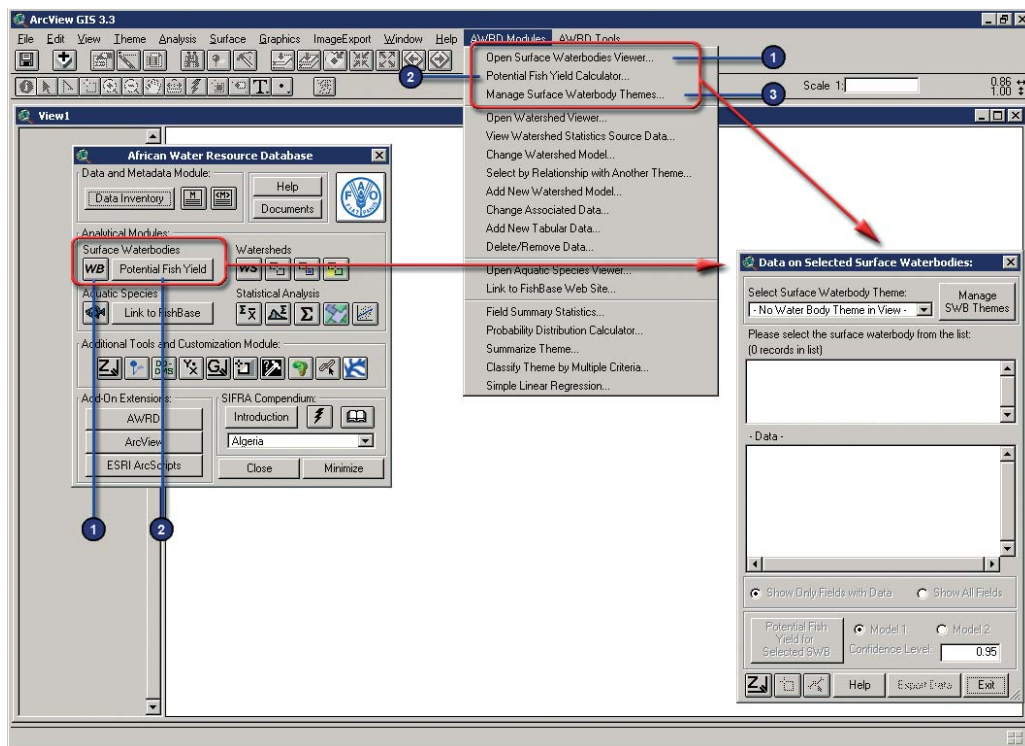 ArcView GIS 3.3
File Edit View Theme Analysis Surface Graphics ImageExport Window Help AWRD Modules AWRD Tools
Scale 1:
0.86
1.00
View1
Open Surface Waterbodies Viewer...
Potential Fish Yield Calculator...
Manage Surface Waterbody Themes...
Open Watershed Viewer...
View Watershed Statistics Source Data...
Change Watershed Model...
Select by Relationship with Another Theme...
Add New Watershed Model...
Change Associated Data...
Add New Tabular Data...
Delete/Remove Data...
Open Aquatic Species Viewer...
Link to FishBase Web Site...
Field Summary Statistics...
Probability Distribution Calculator...
Summarize Theme...
Classify Theme by Multiple Criteria...
Simple Linear Regression...
1
2
3
African Water Resource Database
Data and Metadata Module:
Data Inventory
M
<M>
Help
Documents
FAO
FIAT PANIS
Analytical Modules:
Surface Waterbodies
WB Potential Fish Yield
Watersheds
WS
Aquatic Species
Link to FishBase
Statistical Analysis
Additional Tools and Customization Module:
Add-On Extensions:
AWRD
ArcView
ESRI ArcScripts
SIFRA Compendium:
Introduction
Algeria
Close
Minimize
1
2
Data on Selected Surface Waterbodies:
Select Surface Waterbody Theme:
- No Water Body Theme in View -
Manage
SWB Themes
Please select the surface waterbody from the list:
(0 records in list)
- Data -
Show Only Fields with Data
Show All Fields
Potential Fish
Yield for
Selected SWB
Model 1
Model 2
Confidence Level:
0.95
Help
Export Data
Exit